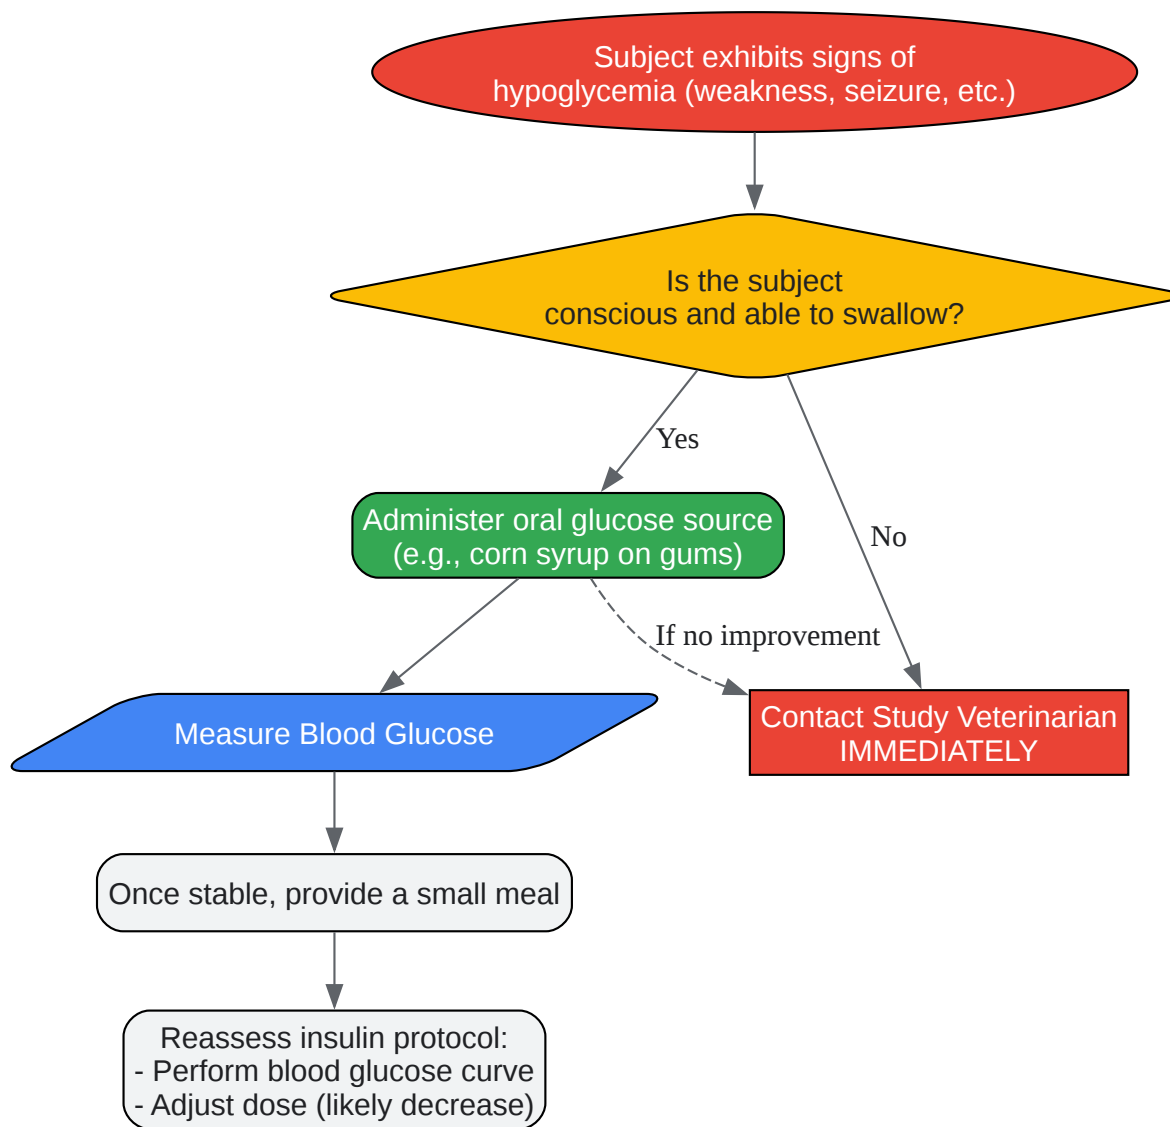 Subject exhibits signs of
hypoglycemia (weakness, seizure, etc.)
Is the subject
conscious and able to swallow?
Yes
No
Administer oral glucose source
(e.g., corn syrup on gums)
If no improvement
Measure Blood Glucose
Contact Study Veterinarian
IMMEDIATELY
Once stable, provide a small meal
Reassess insulin protocol:
- Perform blood glucose curve
- Adjust dose (likely decrease)